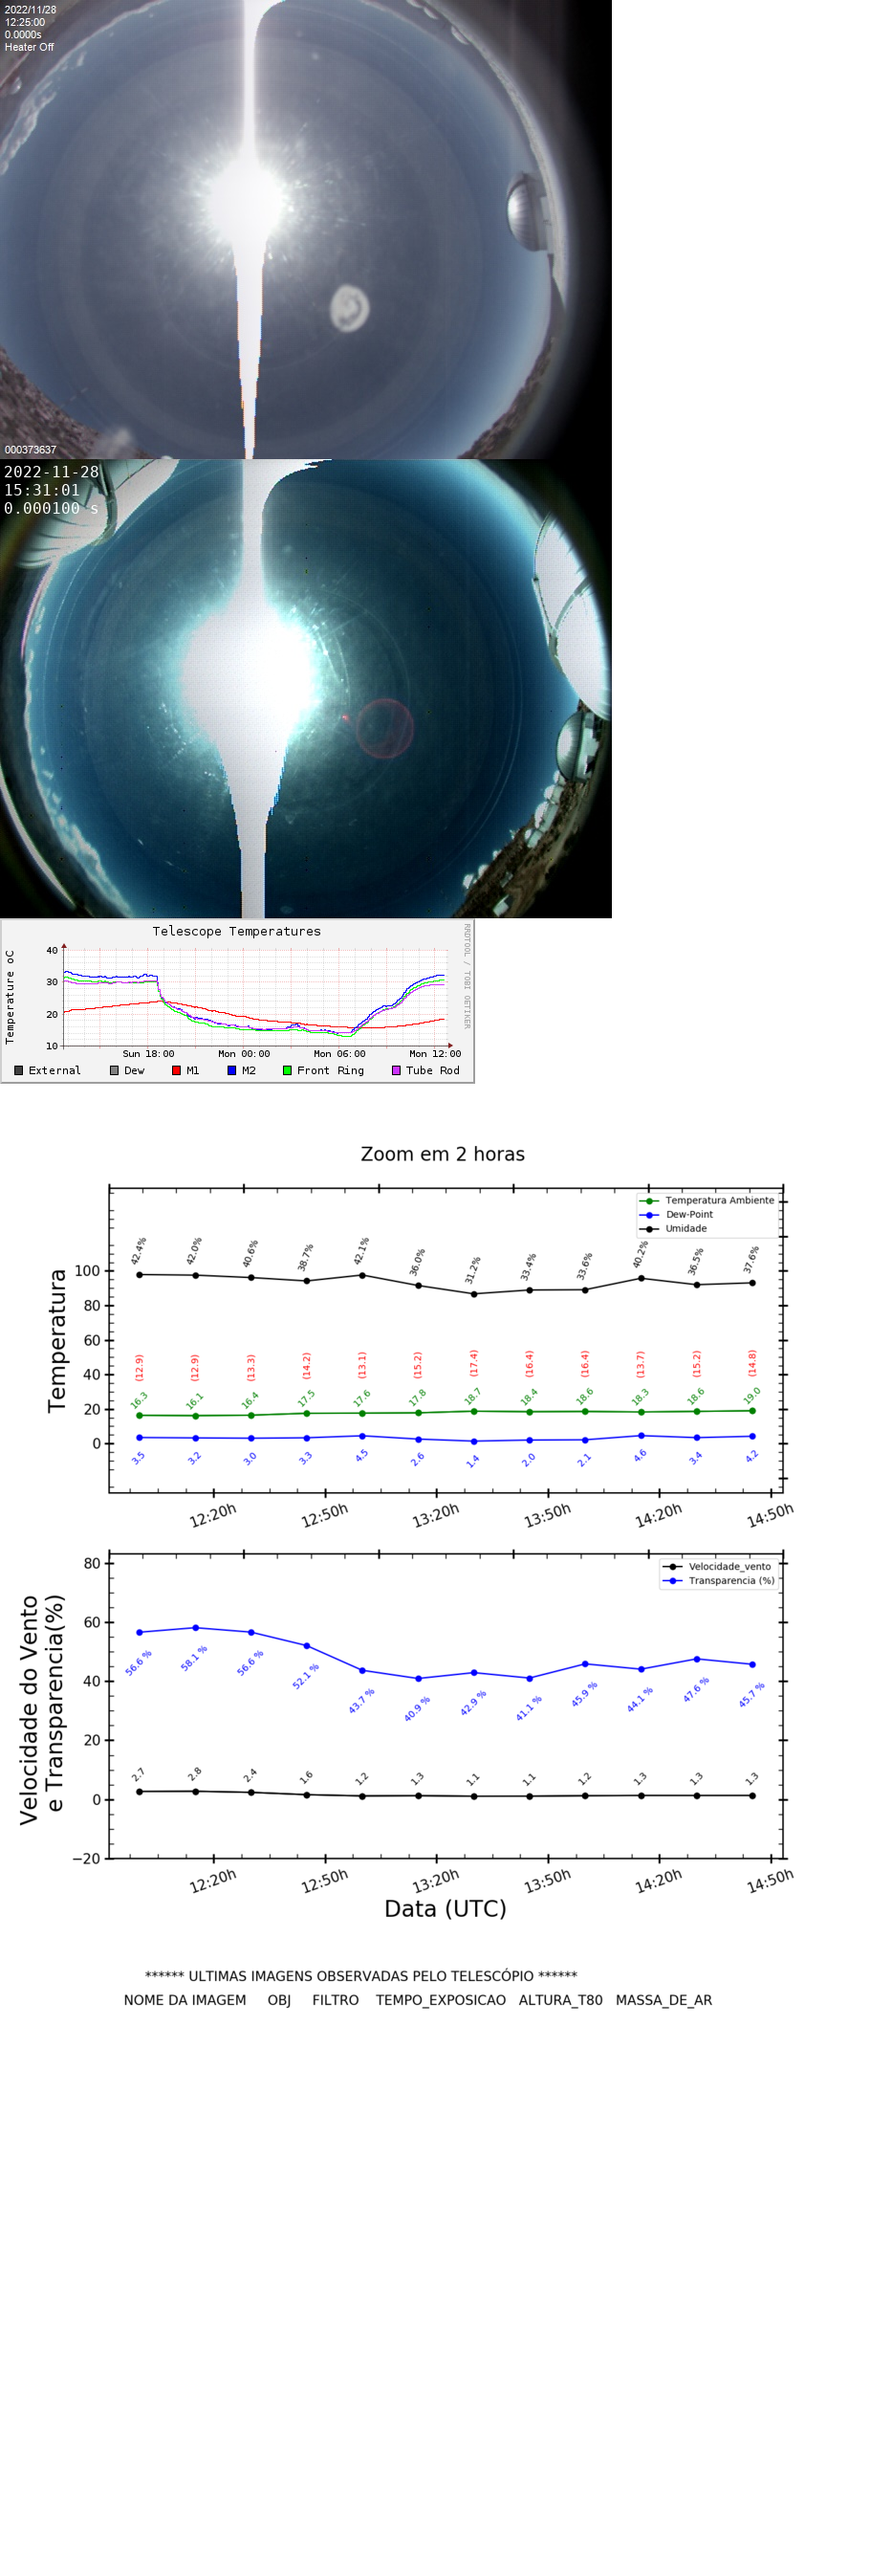 2022/11/28
12:25:00
0.0000s
Heater Off
000373637
2022-11-28
15:31:01
0.000100 s
Telescope Temperatures
RRDTOOL / TOBI OETIKER
Temperature oC
40
30
20
10
Sun 18:00 Mon 00:00 Mon 06:00 Mon 12:00
External Dew M1 M2 Front Ring Tube Rod
Zoom em 2 horas
Temperatura Ambiente
Dew-Point
Umidade
Temperatura
100
80
60
40
20
0
42.4% 42.0% 40.6% 38.7% 42.1% 36.0% 31.2% 33.4% 33.6% 40.2% 36.5% 37.6%
(12.9) (12.9) (13.3) (14.2) (13.1) (15.2) (17.4) (16.4) (16.4) (13.7) (15.2) (14.8)
16.3 16.1 16.4 17.5 17.6 17.8 18.7 18.4 18.6 18.3 18.6 19.0
3.5 3.2 3.0 3.3 4.5 2.6 1.4 2.0 2.1 4.6 3.4 4.2
12:20h 12:50h 13:20h 13:50h 14:20h 14:50h
Velocidade_vento
Transparencia (%)
Velocidade do Vento
e Transparencia(%)
80
60
40
20
0
−20
56.6 % 58.1 % 56.6 % 52.1 % 43.7 % 40.9 % 42.9 % 41.1 % 45.9 % 44.1 % 47.6 % 45.7 %
2.7 2.8 2.4 1.6 1.2 1.3 1.1 1.1 1.2 1.3 1.3 1.3
12:20h 12:50h 13:20h 13:50h 14:20h 14:50h
Data (UTC)
****** ULTIMAS IMAGENS OBSERVADAS PELO TELESCÓPIO ******
NOME DA IMAGEM OBJ FILTRO TEMPO_EXPOSICAO ALTURA_T80 MASSA_DE_AR